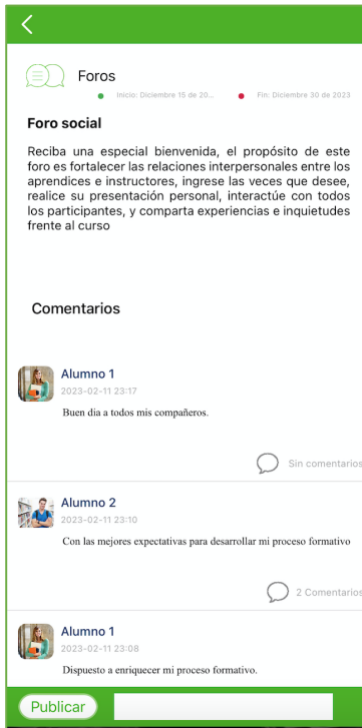 Foros
Inicio: Diciembre 15 de 20... Fin: Diciembre 30 de 2023
Foro social
Reciba una especial bienvenida, el propósito de este
foro es fortalecer las relaciones interpersonales entre los
aprendices e instructores, ingrese las veces que desee,
realice su presentación personal, interactúe con todos
los participantes, y comparta experiencias e inquietudes
frente al curso
Comentarios
Alumno 1
2023-02-11 23:17
Buen dia a todos mis compañeros.
Sin comentarios
Alumno 2
2023-02-11 23:10
Con las mejores expectativas para desarrollar mi proceso formativo
2 Comentarios
Alumno 1
2023-02-11 23:08
Dispuesto a enriquecer mi proceso formativo.
Publicar